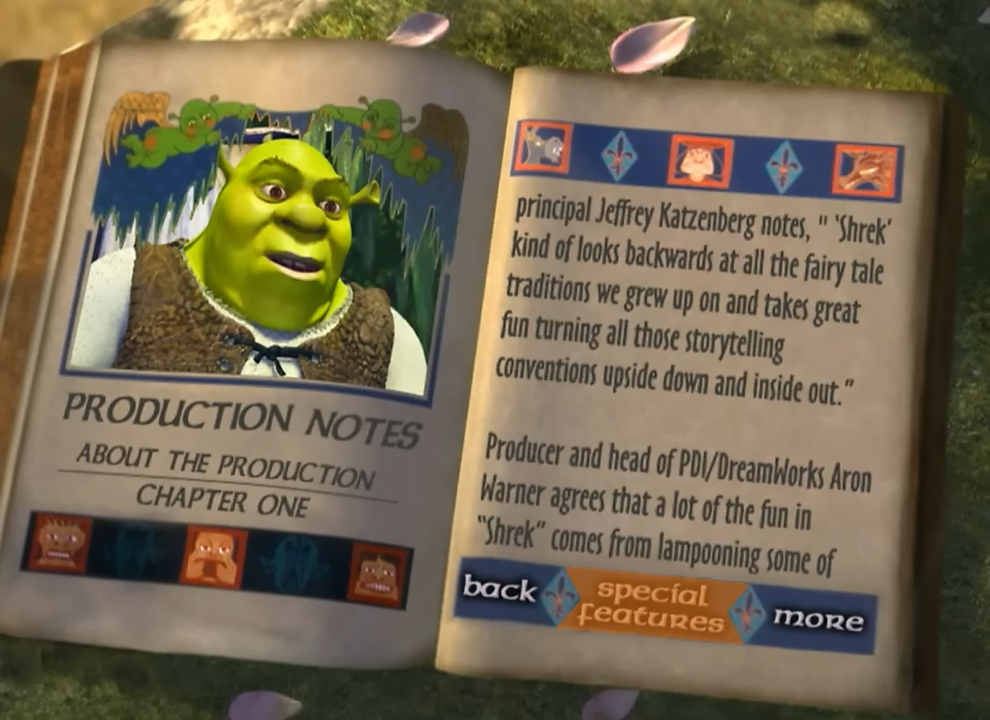 PRODUCTION NOTES
ABOUT THE PRODUCTION
CHAPTER ONE
principal Jeffrey Katzenberg notes, " 'Shrek'
kind of looks backwards at all the fairy tale
traditions we grew up on and takes great
fun turning all those storytelling
conventions upside down and inside out."
Producer and head of PDI/DreamWorks Aron
Warner agrees that a lot of the fun in
"Shrek" comes from lampooning some of
back
special
features
more